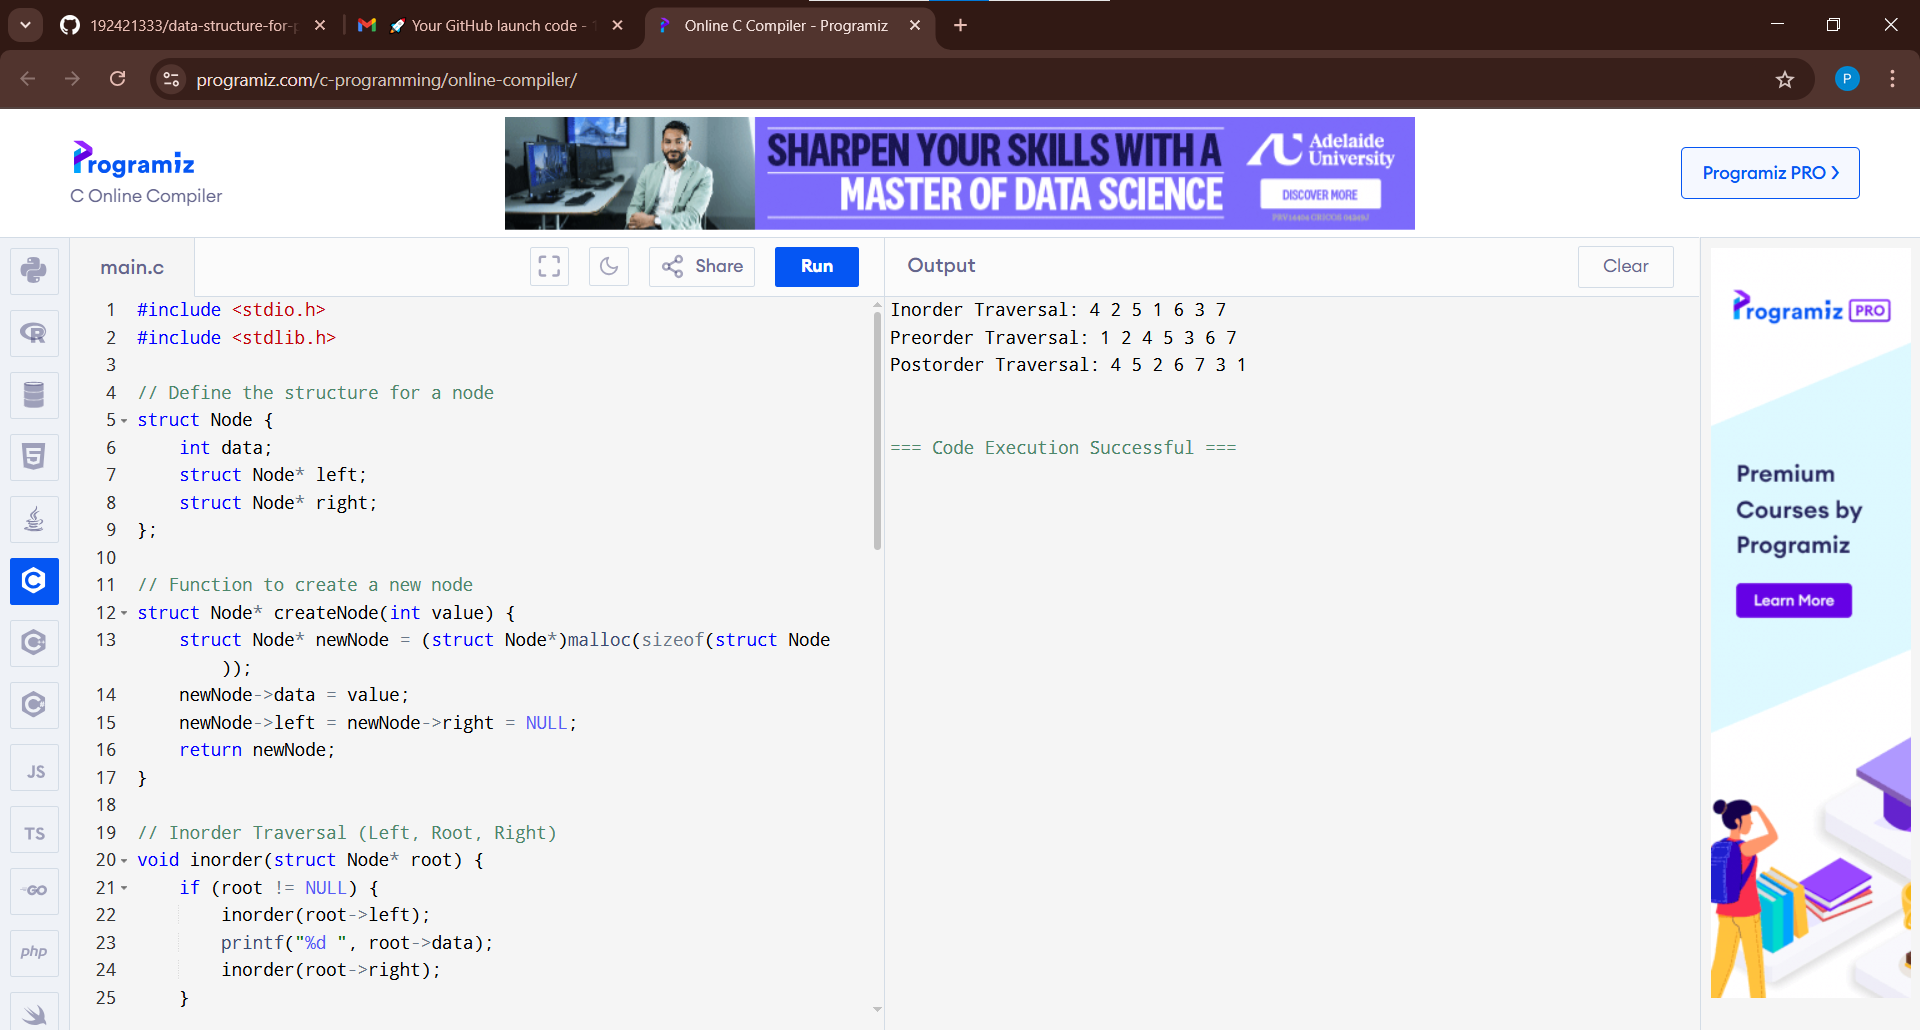 192421333/data-structure-for-p
🚀 Your GitHub launch code - 1
Online C Compiler - Programiz
programiz.com/c-programming/online-compiler/
P
Programiz
C Online Compiler
SHARPEN YOUR SKILLS WITH A
MASTER OF DATA SCIENCE
Adelaide
University
DISCOVER MORE
Programiz PRO
main.c
Share
Run
Output
Clear
1 #include <stdio.h>
2 #include <stdlib.h>
3
4 // Define the structure for a node
5 struct Node {
6     int data;
7     struct Node* left;
8     struct Node* right;
9 };
10
11 // Function to create a new node
12 struct Node* createNode(int value) {
13     struct Node* newNode = (struct Node*)malloc(sizeof(struct Node
));
14     newNode->data = value;
15     newNode->left = newNode->right = NULL;
16     return newNode;
17 }
18
19 // Inorder Traversal (Left, Root, Right)
20 void inorder(struct Node* root) {
21     if (root != NULL) {
22         inorder(root->left);
23         printf("%d ", root->data);
24         inorder(root->right);
25     }
Inorder Traversal: 4 2 5 1 6 3 7
Preorder Traversal: 1 2 4 5 3 6 7
Postorder Traversal: 4 5 2 6 7 3 1
=== Code Execution Successful ===
R
5
C
JS
TS
GO
php
Programiz PRO
Premium
Courses by
Programiz
Learn More